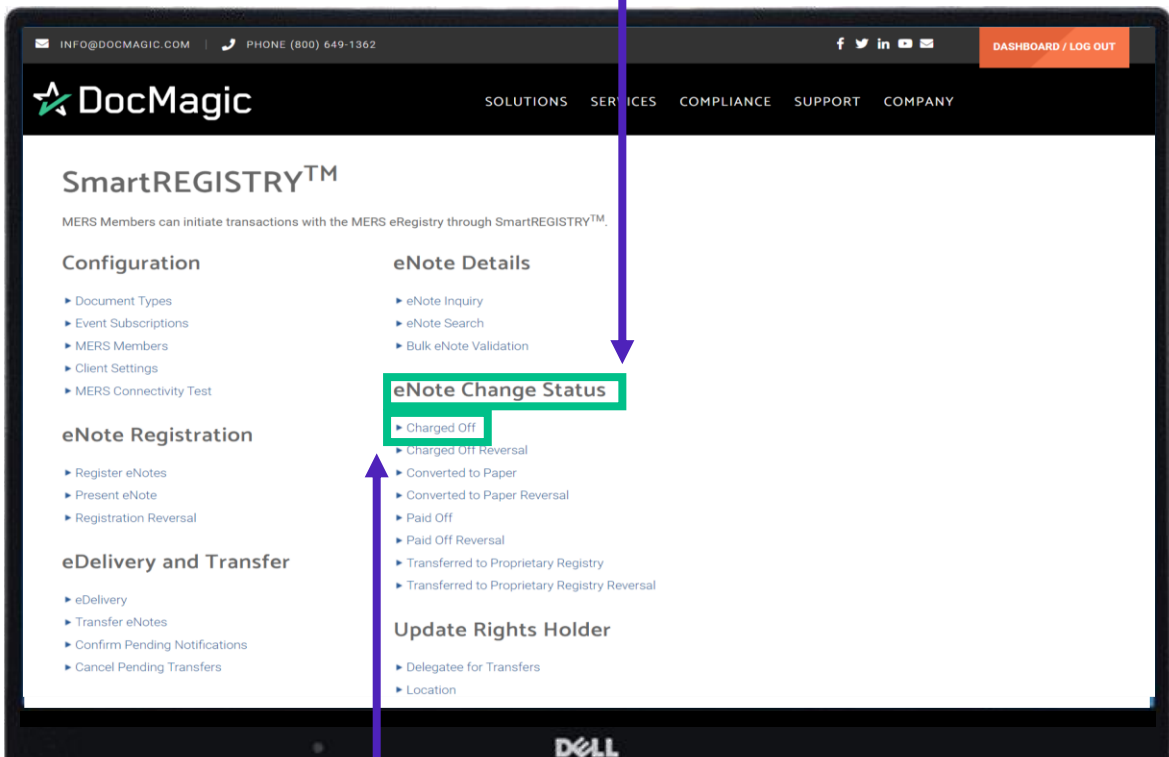 INFO@DOCMAGIC.COM | PHONE (800) 649-1362
DASHBOARD / LOG OUT
DocMagic
SOLUTIONS SERVICES COMPLIANCE SUPPORT COMPANY
SmartREGISTRY™
MERS Members can initiate transactions with the MERS eRegistry through SmartREGISTRY™.
Configuration
Document Types
Event Subscriptions
MERS Members
Client Settings
MERS Connectivity Test
eNote Registration
Register eNotes
Present eNote
Registration Reversal
eDelivery and Transfer
eDelivery
Transfer eNotes
Confirm Pending Notifications
Cancel Pending Transfers
eNote Details
eNote Inquiry
eNote Search
Bulk eNote Validation
eNote Change Status
Charged Off
Charged Off Reversal
Converted to Paper
Converted to Paper Reversal
Paid Off
Paid Off Reversal
Transferred to Proprietary Registry
Transferred to Proprietary Registry Reversal
Update Rights Holder
Delegatee for Transfers
Location
DELL